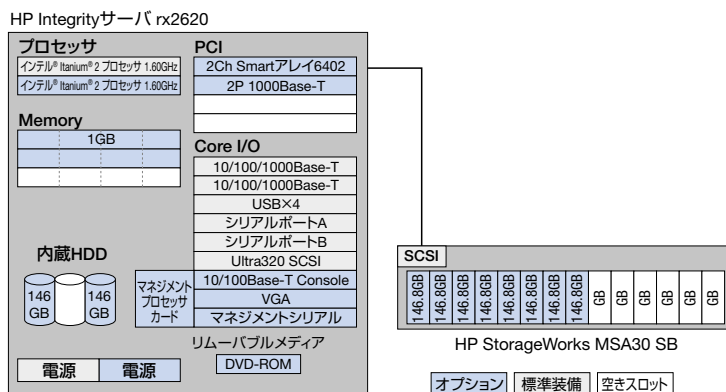 HP Integrityサーバ rx2620
プロセッサ
インテル® Itanium® 2 プロセッサ 1.60GHz
インテル® Itanium® 2 プロセッサ 1.60GHz
Memory
1GB
内蔵HDD
146
GB
146
GB
電源
電源
PCI
2Ch Smartアレイ6402
2P 1000Base-T
Core I/O
10/100/1000Base-T
10/100/1000Base-T
USB×4
シリアルポートA
シリアルポートB
Ultra320 SCSI
マネジメント
プロセッサ
カード
10/100Base-T Console
VGA
マネジメントシリアル
リムーバブルメディア
DVD-ROM
SCSI
146.8GB
146.8GB
146.8GB
146.8GB
146.8GB
146.8GB
146.8GB
146.8GB
GB
GB
GB
GB
GB
GB
HP StorageWorks MSA30 SB
オプション
標準装備
空きスロット